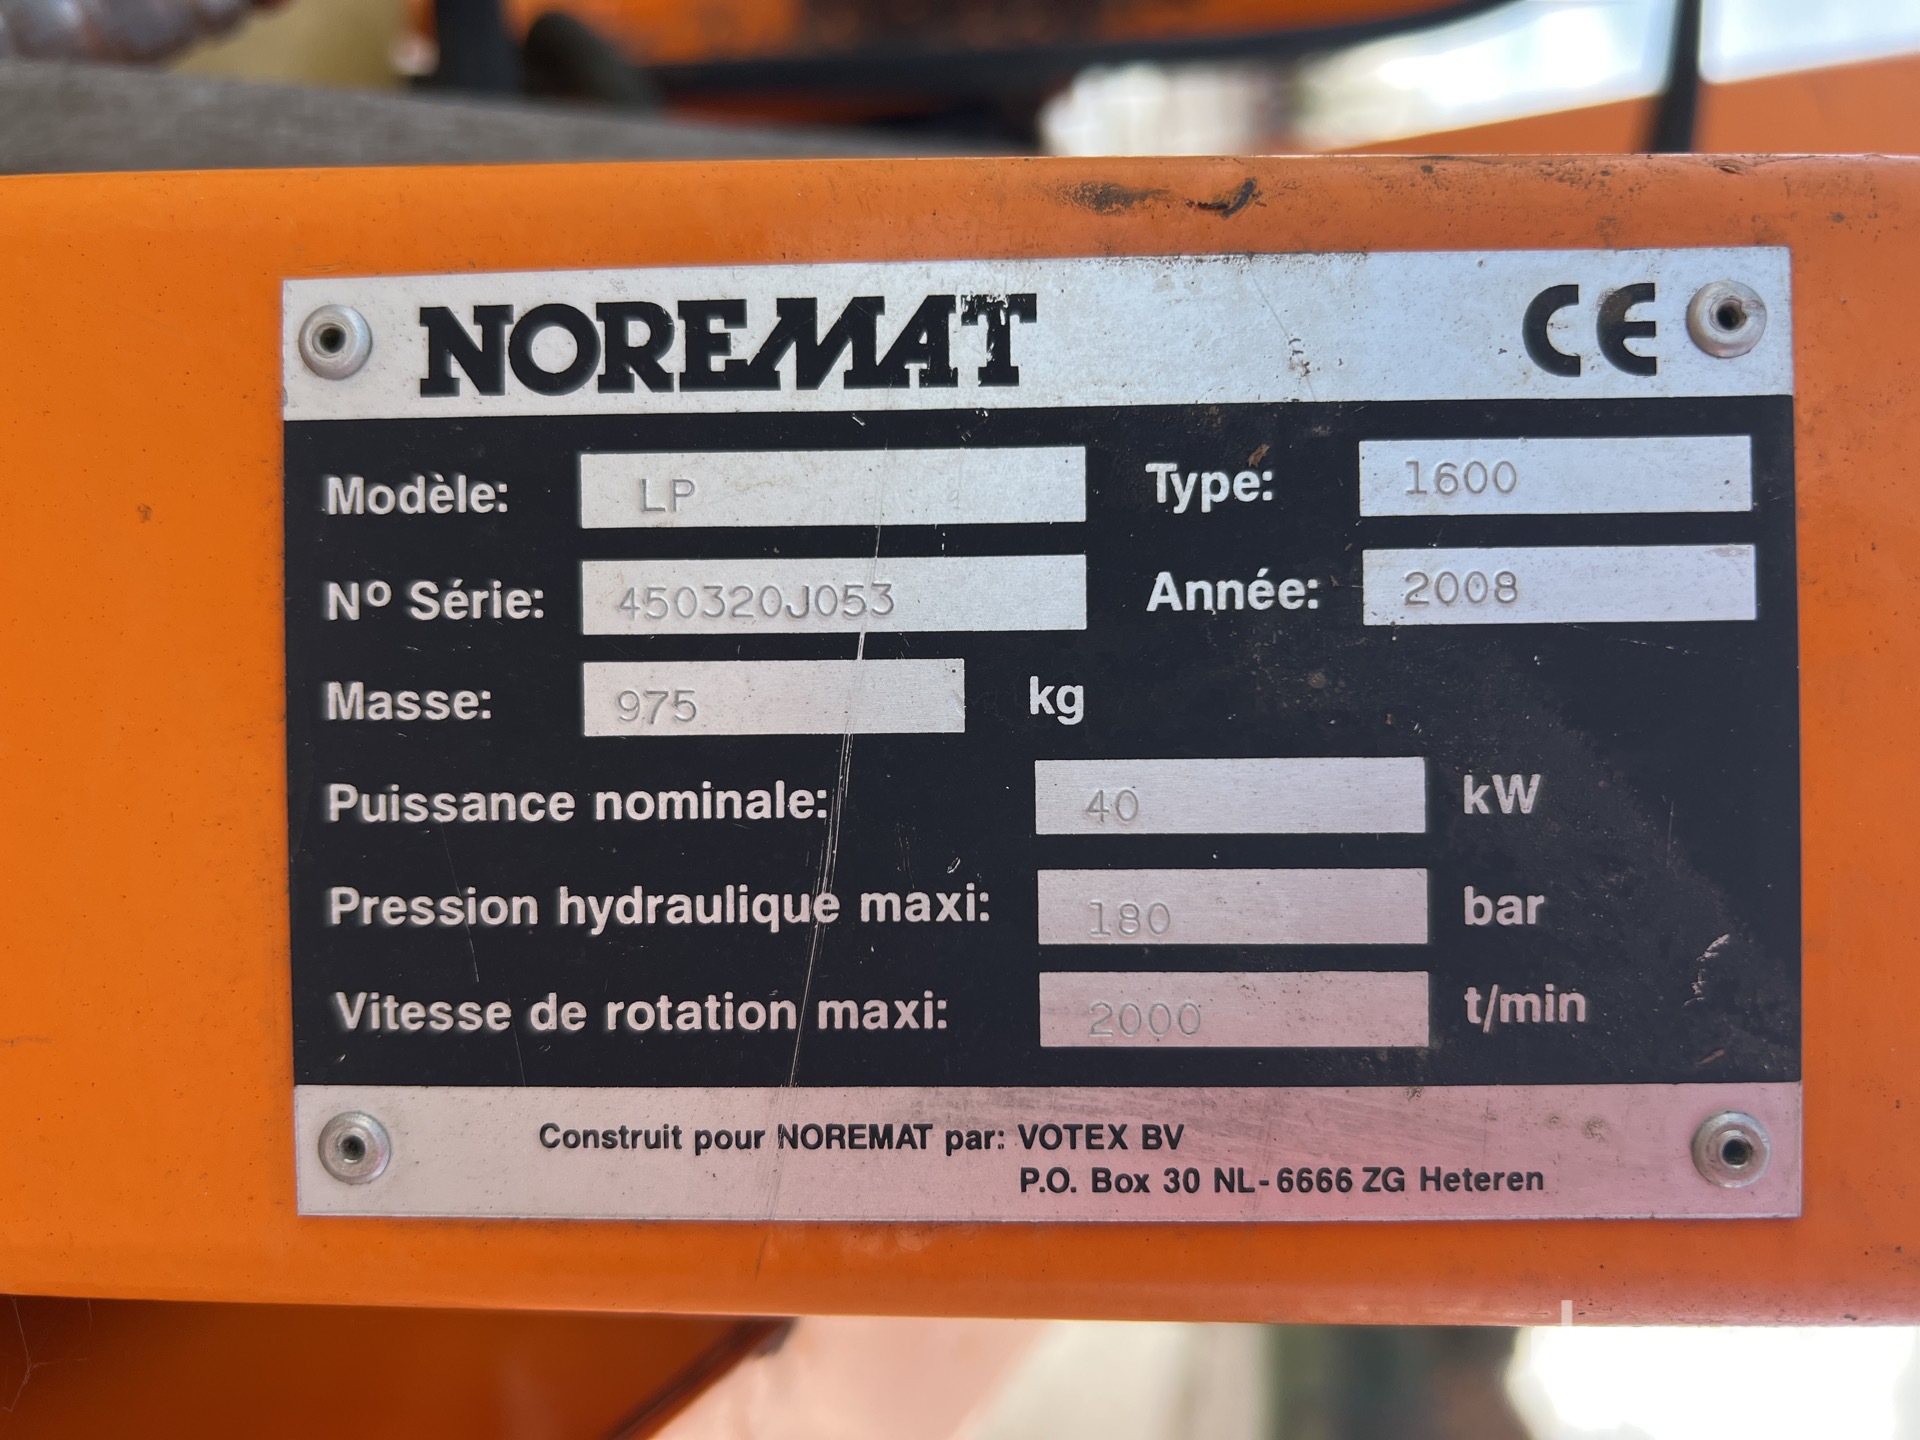 NOREMAT CE
Modèle: LP Type: 1600
Nº Série: 450320J053 Année: 2008
Masse: 975 kg
Puissance nominale: 40 kW
Pression hydraulique maxi: 180 bar
Vitesse de rotation maxi: 2000 t/min
Construit pour NOREMAT par: VOTEX BV
P.O. Box 30 NL-6666 ZG Heteren